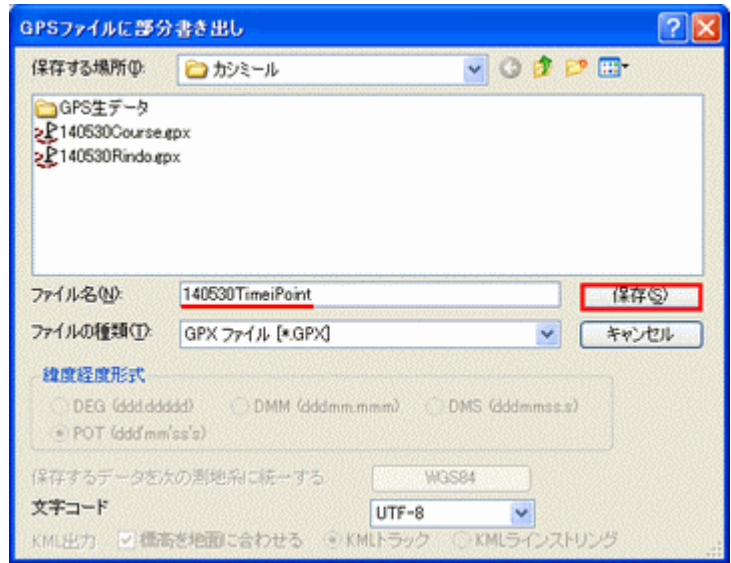 GPSファイルに部分書き出し
保存する場所(I): カシミール
GPS生データ
140530Course.gpx
140530Rindo.gpx
ファイル名(N): 140530TimeiPoint 保存(S)
ファイルの種類(T): GPX ファイル [*.GPX] キャンセル
緯度経度形式
DEG (ddd.ddddd) DMM (dddmm.mmm) DMS (dddmmss.s)
POT (ddd'mm'ss's)
保存するデータを次の測地系に統一する WGS84
文字コード UTF-8
KML出力 標高を地面に合わせる KMLトラック KMLラインストリング